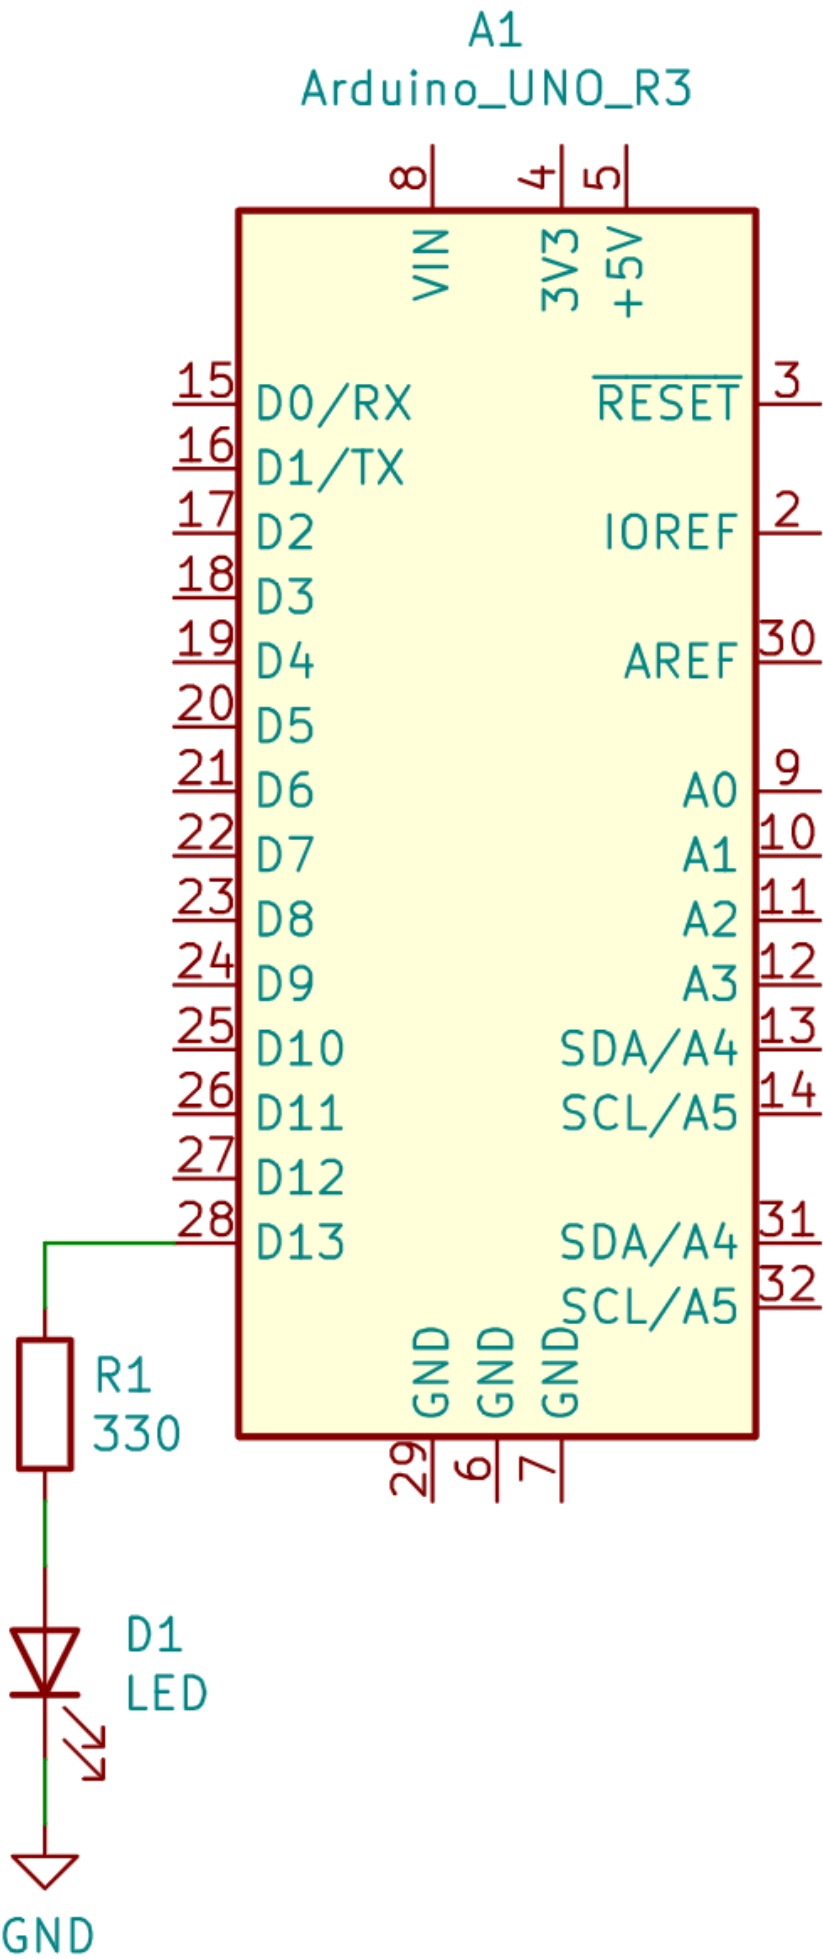 A1
Arduino_UNO_R3
8
4
5
VIN
3V3
+5V
15
D0/RX
RESET
3
16
D1/TX
17
D2
IOREF
2
18
D3
19
D4
AREF
30
20
D5
21
D6
A0
9
22
D7
A1
10
23
D8
A2
11
24
D9
A3
12
25
D10
SDA/A4
13
26
D11
SCL/A5
14
27
D12
28
D13
SDA/A4
31
SCL/A5
32
GND
GND
GND
29
6
7
R1
330
D1
LED
GND